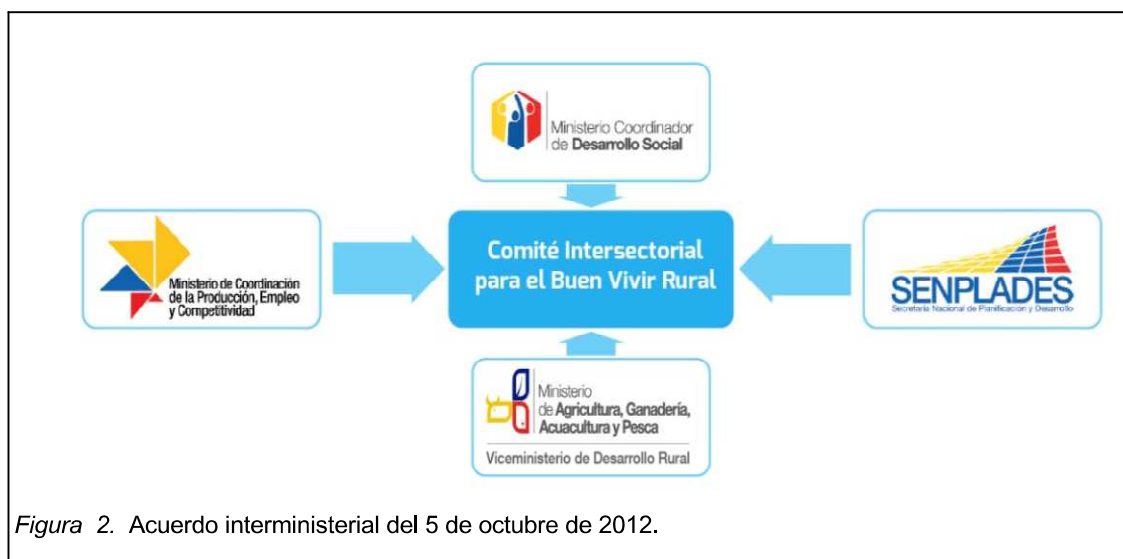 Ministerio Coordinador
de Desarrollo Social
Ministerio de Coordinación
de la Producción, Empleo
y Competitividad
Comité Intersectorial
para el Buen Vivir Rural
SENPLADES
Secretaría Nacional de Planificación y Desarrollo
Ministerio
de Agricultura, Ganadería,
Acuacultura y Pesca
Viceministerio de Desarrollo Rural
Figura 2. Acuerdo interministerial del 5 de octubre de 2012.